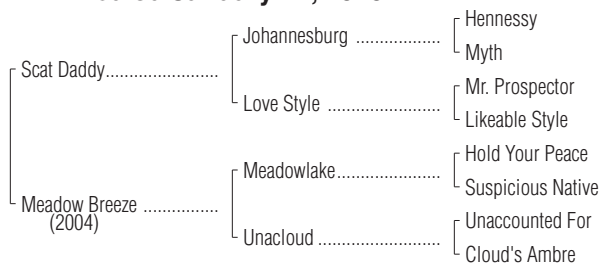 Johannesburg ................... Hennessy
Myth
Scat Daddy.........................
Love Style ......................... Mr. Prospector
Likeable Style
Meadowlake....................... Hold Your Peace
Suspicious Native
Meadow Breeze ................
(2004)
Unacloud ........................... Unaccounted For
Cloud's Ambre